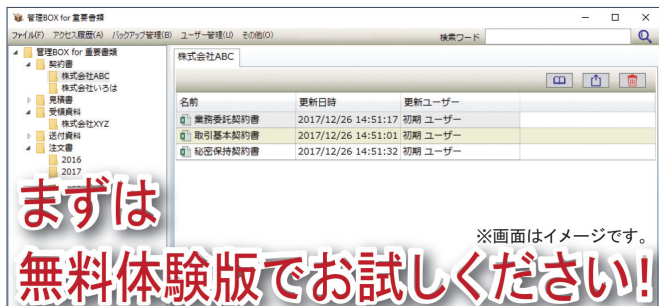 管理BOX for 重要書類
ファイル(F) アクセス履歴(A) バックアップ管理(B) ユーザー管理(U) その他(O) 検索ワード
管理BOX for 重要書類
契約書
株式会社ABC
株式会社いろは
見積書
受領資料
株式会社XYZ
送付資料
注文書
2016
2017
株式会社ABC
名前 更新日時 更新ユーザー
業務委託契約書 2017/12/26 14:51:17 初期 ユーザー
取引基本契約書 2017/12/26 14:51:01 初期 ユーザー
秘密保持契約書 2017/12/26 14:51:32 初期 ユーザー
まずは
※画面はイメージです。
無料体験版でお試しください!